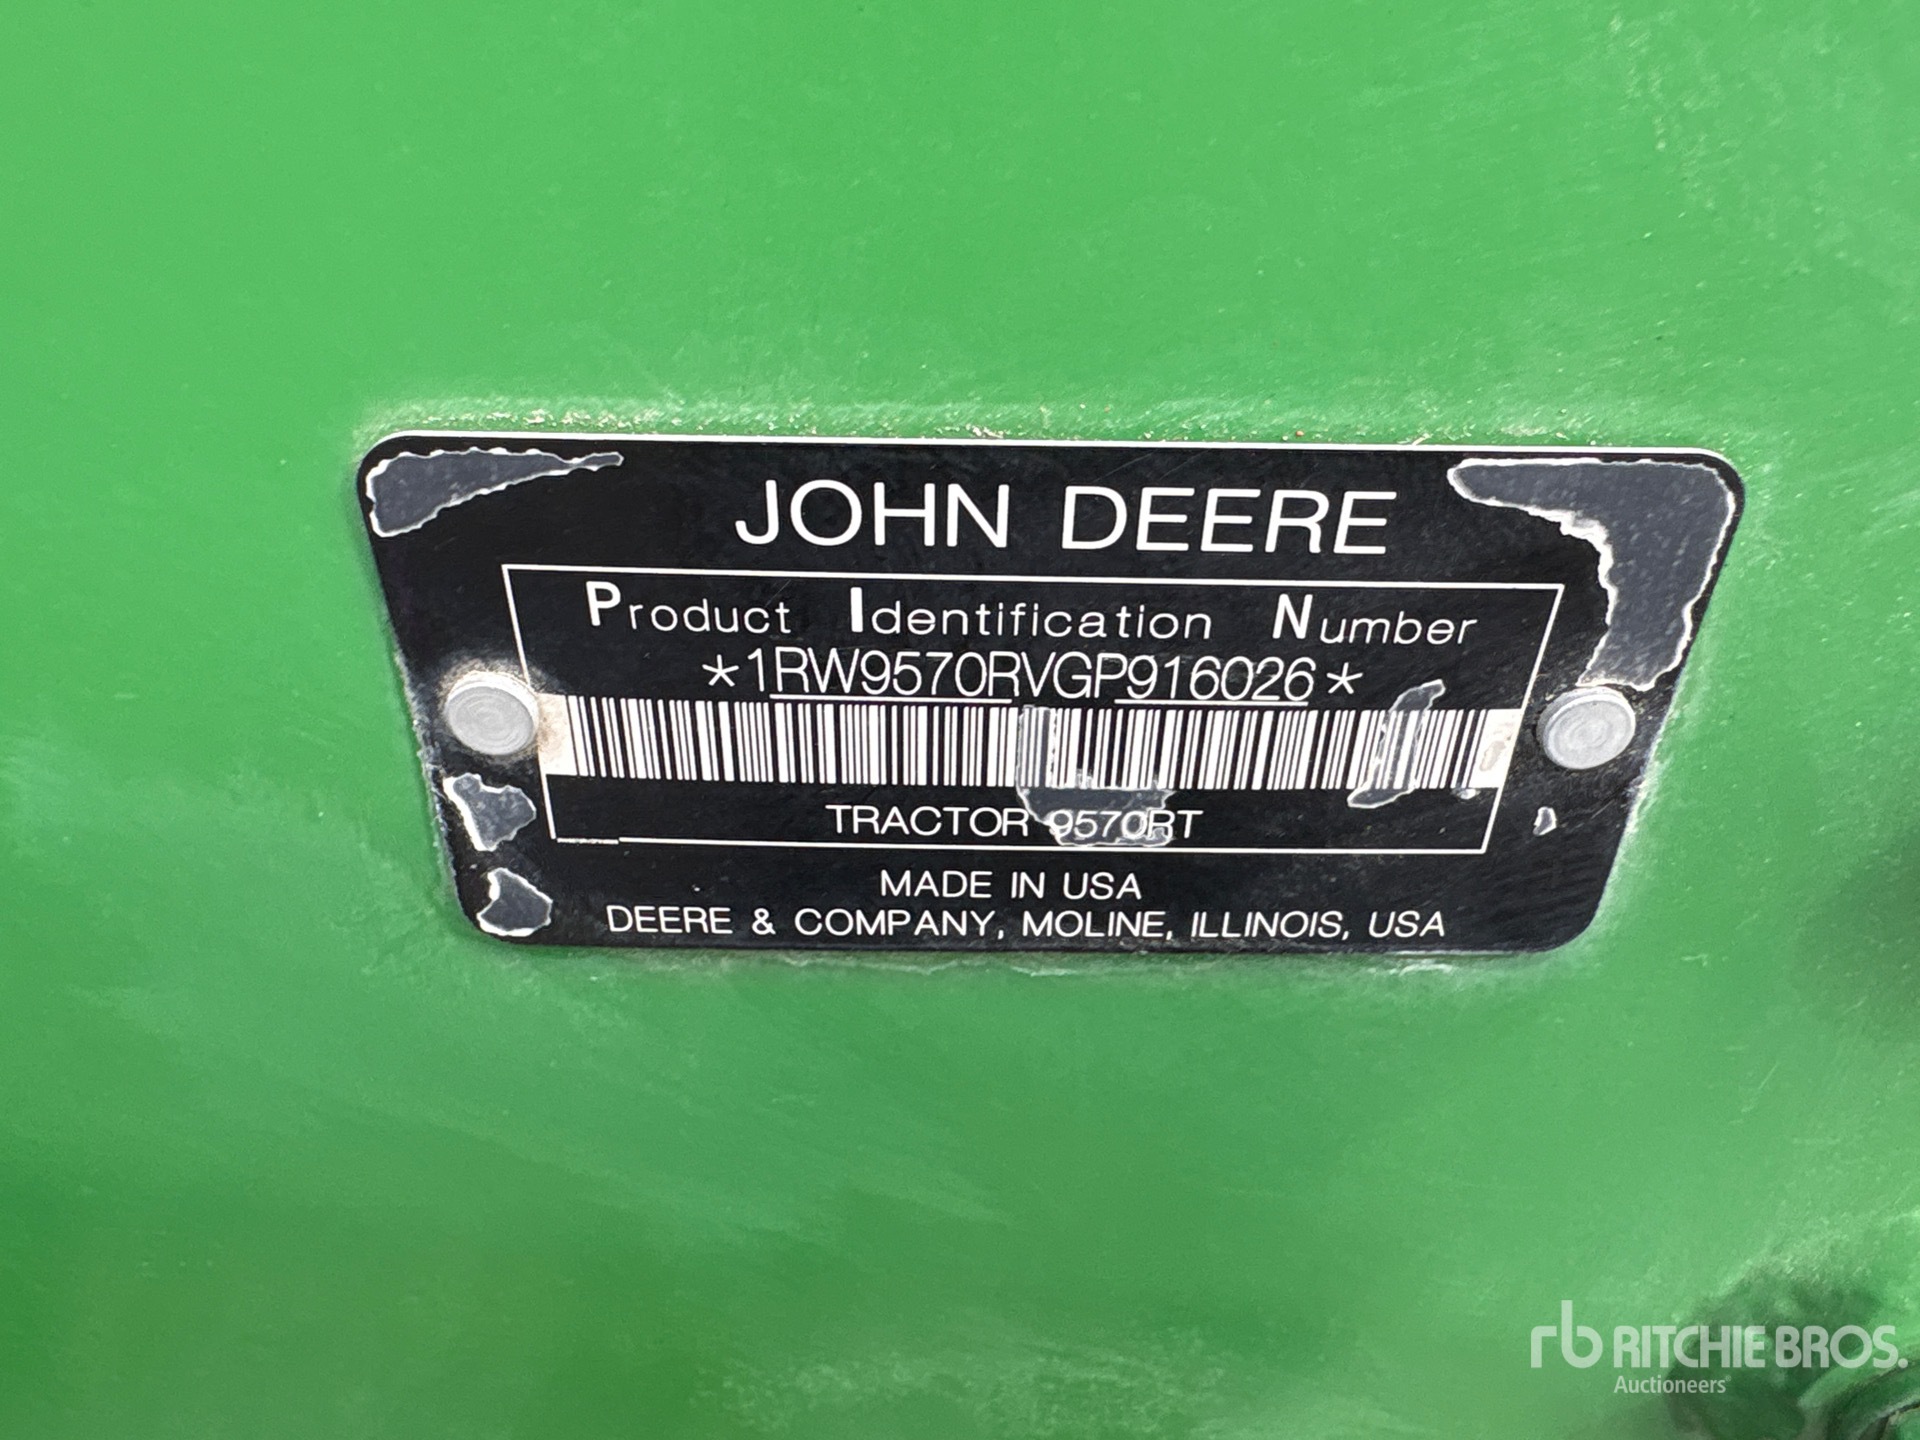 JOHN DEERE
Product Identification Number
*1RW9570RVGP916026*
TRACTOR 9570RT
MADE IN USA
DEERE & COMPANY, MOLINE, ILLINOIS, USA
rb RITCHIE BROS.
Auctioneers